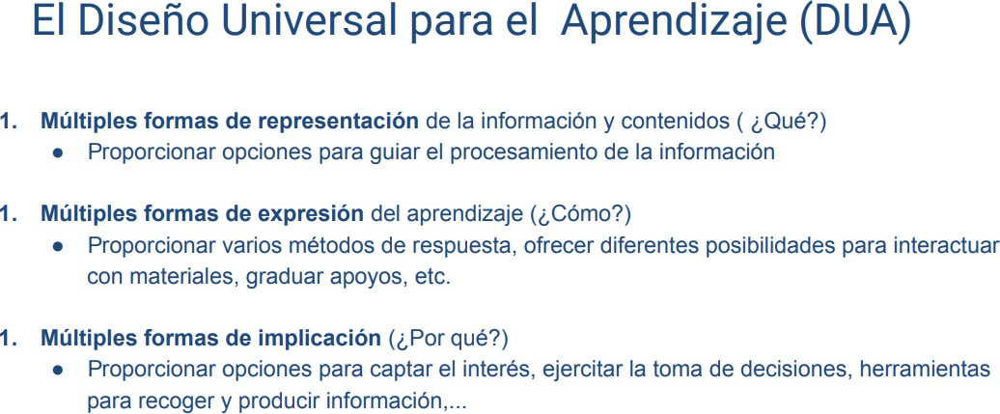 El Diseño Universal para el  Aprendizaje (DUA)
1. Múltiples formas de representación de la información y contenidos ( ¿Qué?)
● Proporcionar opciones para guiar el procesamiento de la información
1. Múltiples formas de expresión del aprendizaje (¿Cómo?)
● Proporcionar varios métodos de respuesta, ofrecer diferentes posibilidades para interactuar
con materiales, graduar apoyos, etc.
1. Múltiples formas de implicación (¿Por qué?)
● Proporcionar opciones para captar el interés, ejercitar la toma de decisiones, herramientas
para recoger y producir información,...